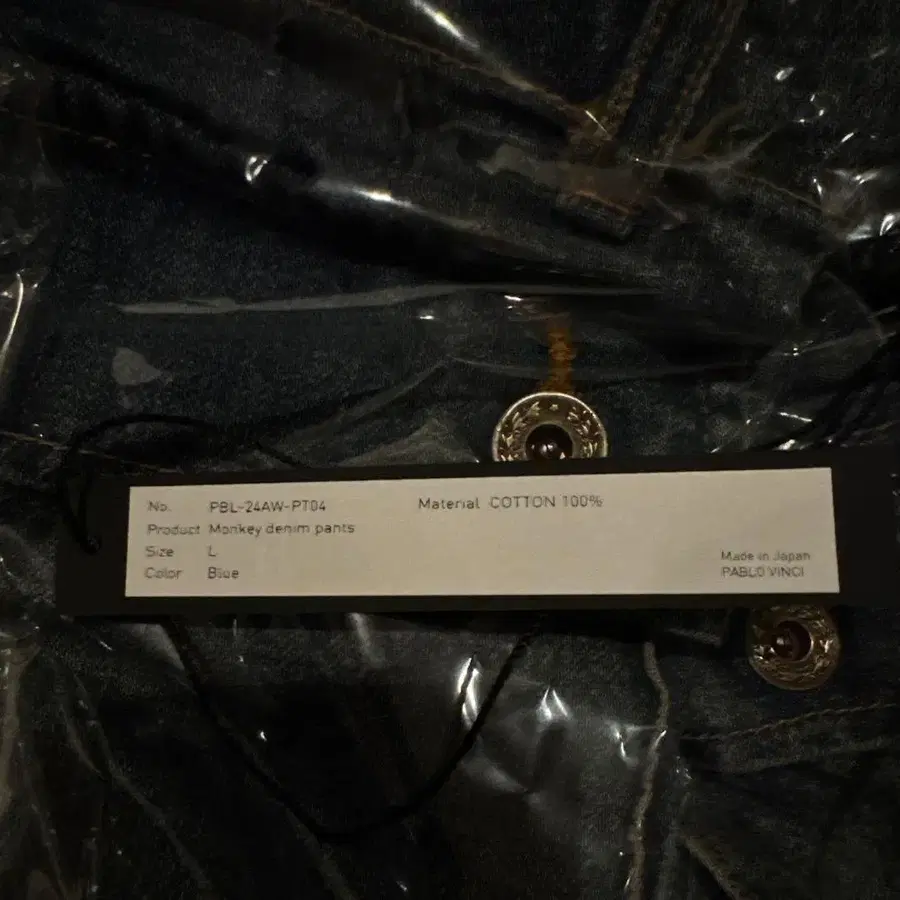 No. PBL-24AW-PT04
Product Monkey denim pants
Size L
Color Blue
Material COTTON 100%
Made in Japan
PABLO VINCI